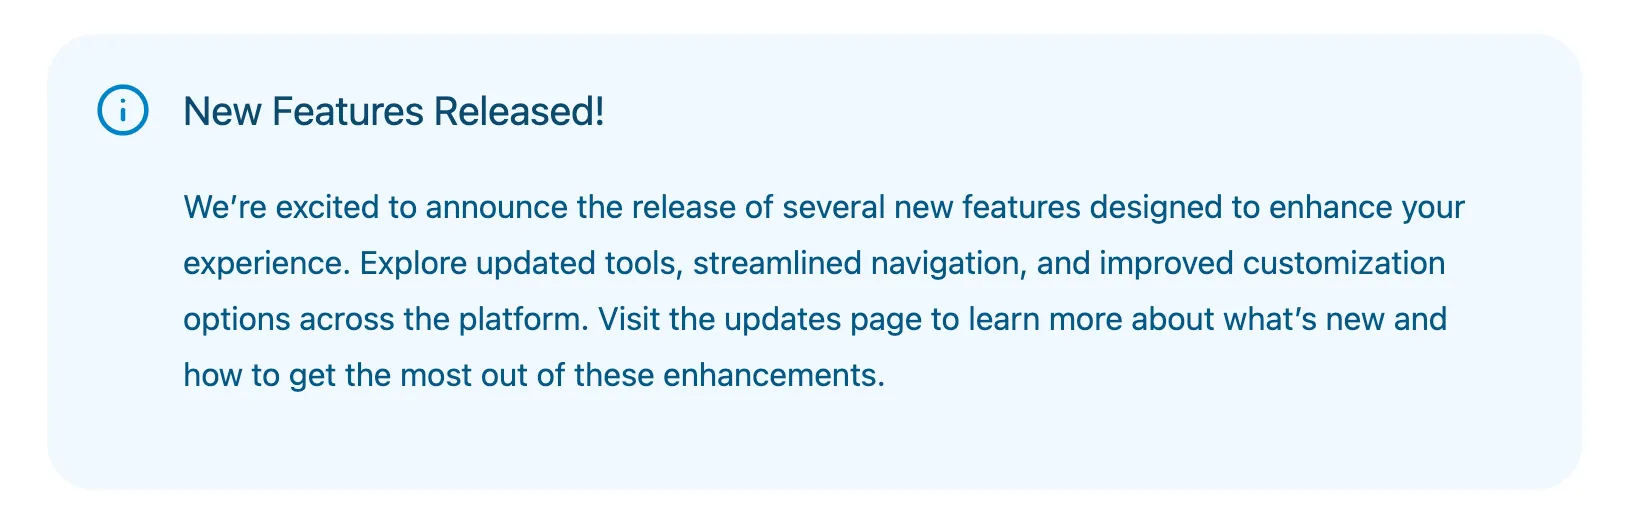 New Features Released!
We’re excited to announce the release of several new features designed to enhance your
experience. Explore updated tools, streamlined navigation, and improved customization
options across the platform. Visit the updates page to learn more about what’s new and
how to get the most out of these enhancements.